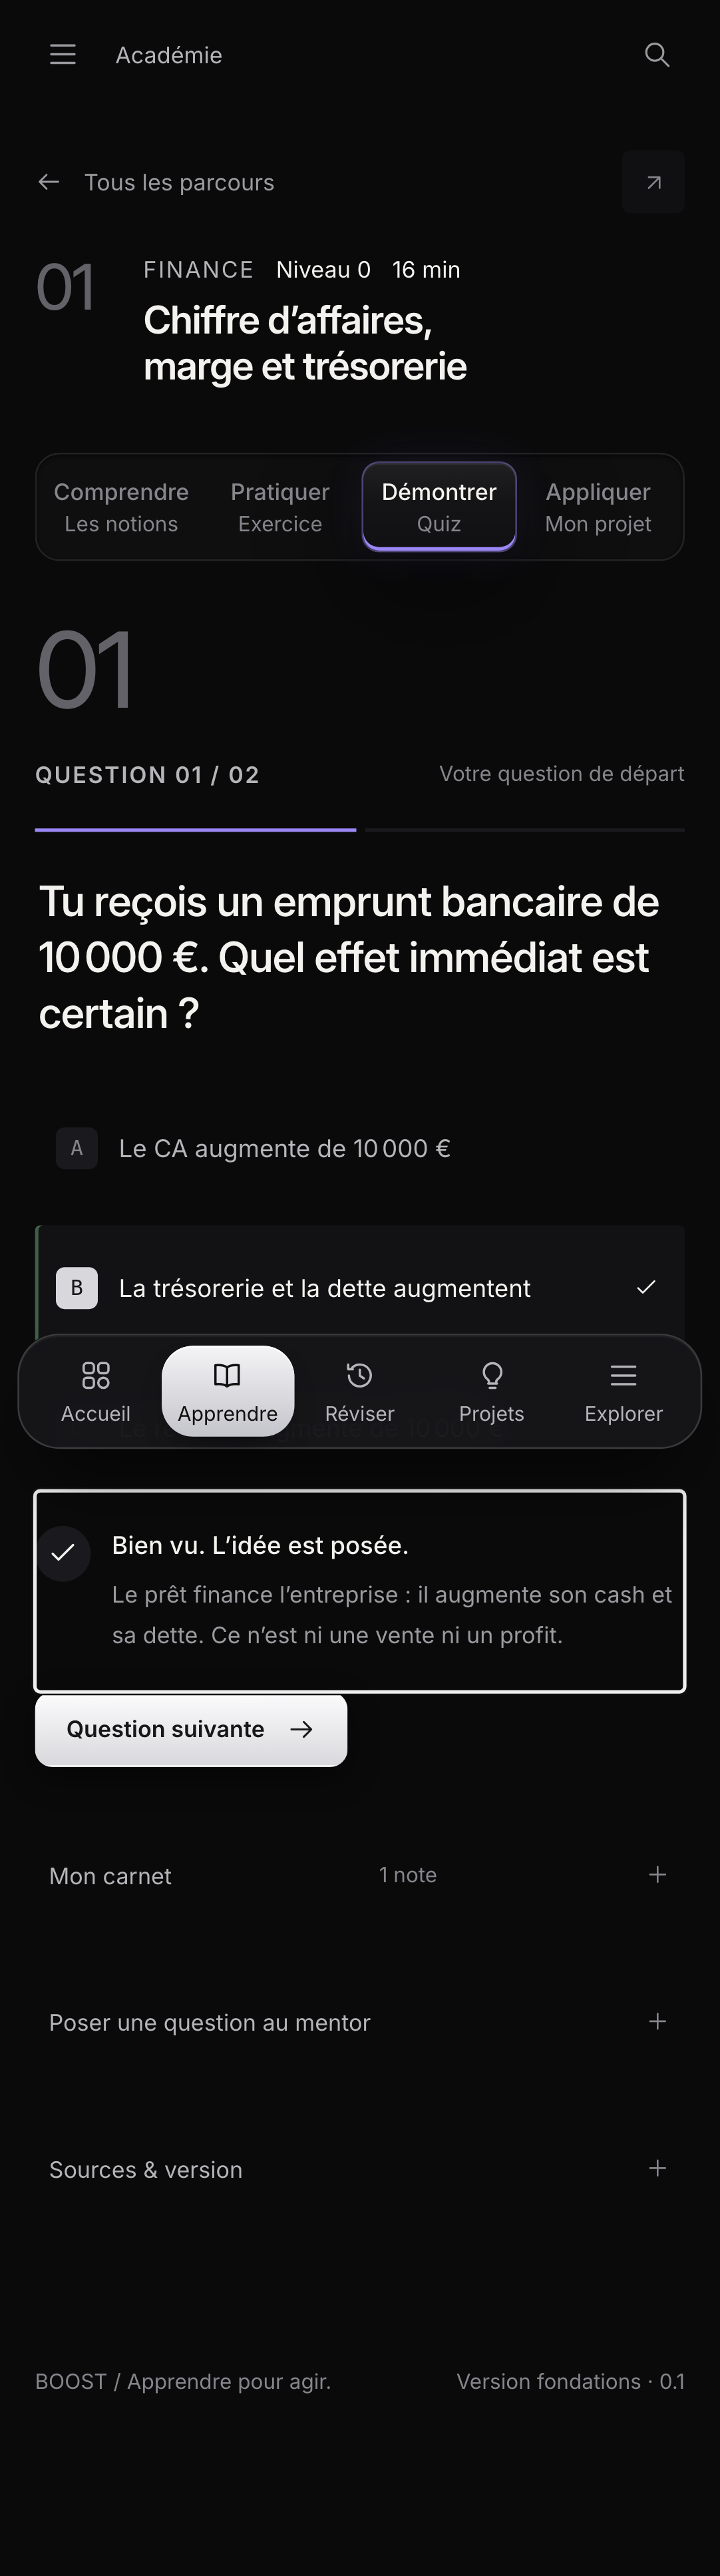 Académie
Tous les parcours
01
FINANCE Niveau 0 16 min
Chiffre d’affaires,
marge et trésorerie
Comprendre
Les notions
Pratiquer
Exercice
Démontrer
Quiz
Appliquer
Mon projet
01
QUESTION 01 / 02
Votre question de départ
Tu reçois un emprunt bancaire de
10 000 €. Quel effet immédiat est
certain ?
A Le CA augmente de 10 000 €
B La trésorerie et la dette augmentent
Accueil
Apprendre
Réviser
Projets
Explorer
Bien vu. L’idée est posée.
Le prêt finance l’entreprise : il augmente son cash et
sa dette. Ce n’est ni une vente ni un profit.
Question suivante
Mon carnet
1 note
Poser une question au mentor
Sources & version
BOOST / Apprendre pour agir.
Version fondations · 0.1